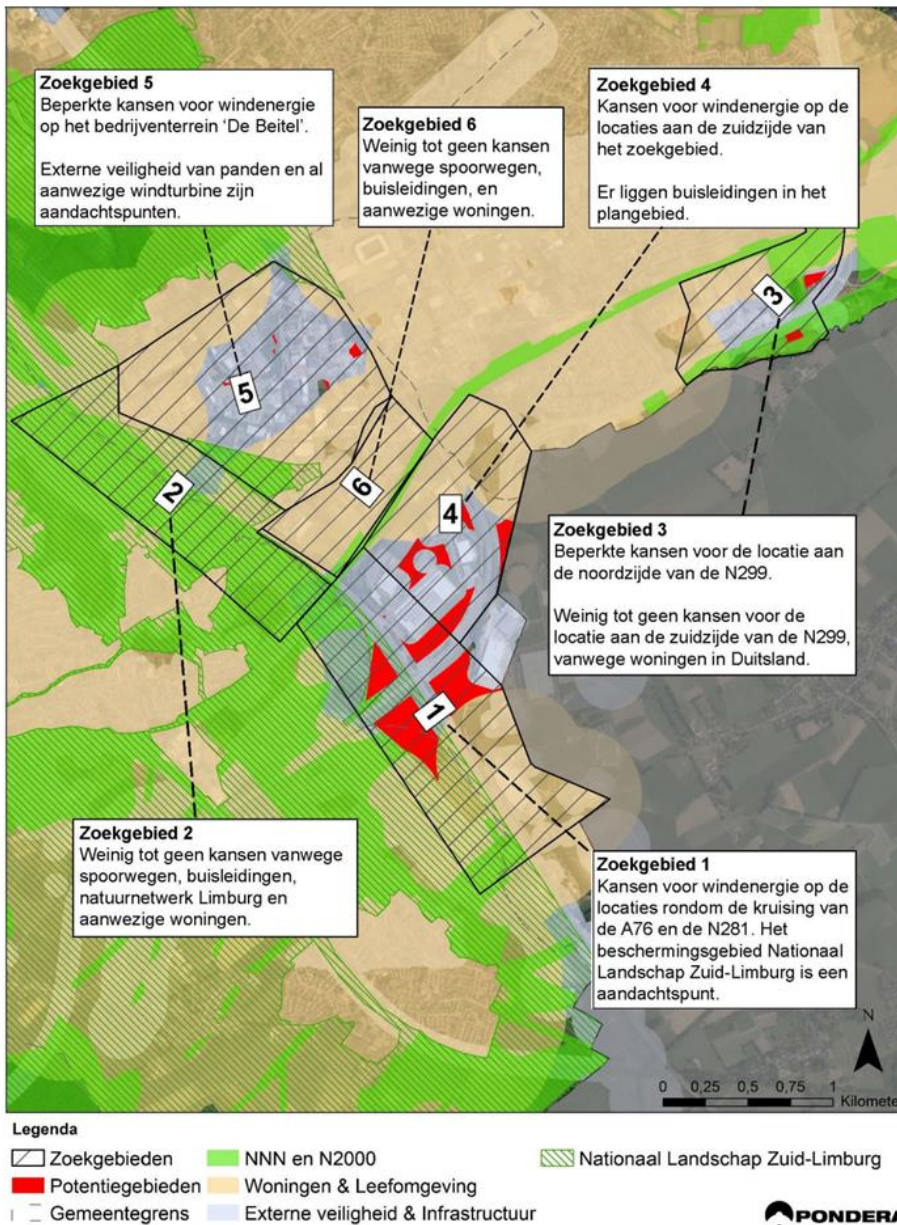 Zoekgebied 5
Beperkte kansen voor windenergie
op het bedrijventerrein 'De Beitel'.
Externe veiligheid van panden en al
aanwezige windturbine zijn
aandachtspunten.
Zoekgebied 6
Weinig tot geen kansen
vanwege spoorwegen,
buisleidingen, en
aanwezige woningen.
Zoekgebied 4
Kansen voor windenergie op de
locaties aan de zuidzijde van
het zoekgebied.
Er liggen buisleidingen in het
plangebied.
3
5
2
6
4
1
Zoekgebied 3
Beperkte kansen voor de locatie aan
de noordzijde van de N299.
Weinig tot geen kansen voor de
locatie aan de zuidzijde van de N299,
vanwege woningen in Duitsland.
Zoekgebied 2
Weinig tot geen kansen vanwege
spoorwegen, buisleidingen,
natuurnetwerk Limburg en
aanwezige woningen.
Zoekgebied 1
Kansen voor windenergie op de
locaties rondom de kruising van
de A76 en de N281. Het
beschermingsgebied Nationaal
Landschap Zuid-Limburg is een
aandachtspunt.
N
0 0,25 0,5 0,75 1
Kilomete
Legenda
Zoekgebieden
NNN en N2000
Nationaal Landschap Zuid-Limburg
Potentiegebieden
Woningen & Leefomgeving
Gemeentegrens
Externe veiligheid & Infrastructuur
PONDERA